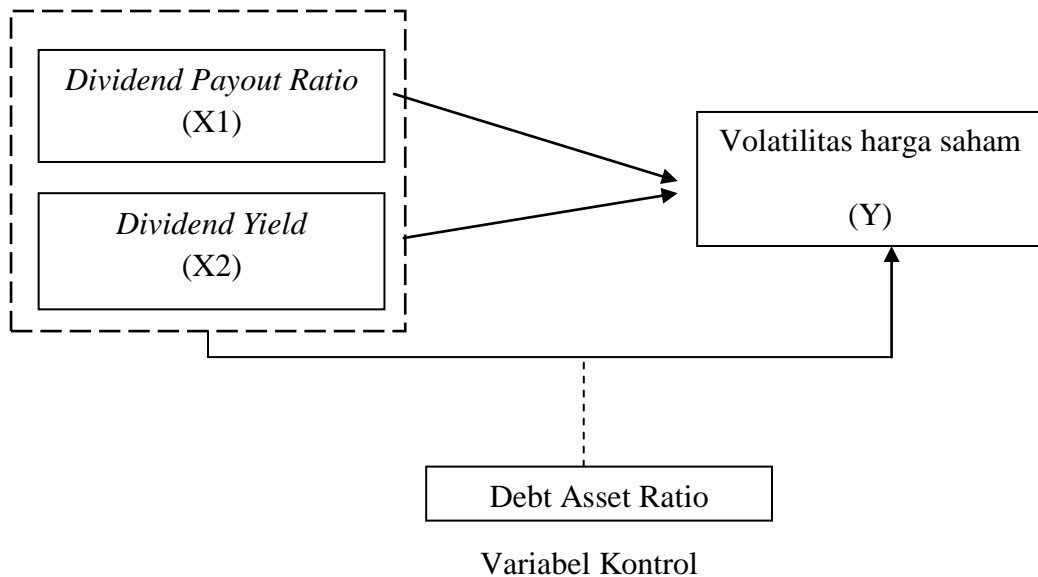 Dividend Payout Ratio
(X1)
Dividend Yield
(X2)
Volatilitas harga saham
(Y)
Debt Asset Ratio
Variabel Kontrol